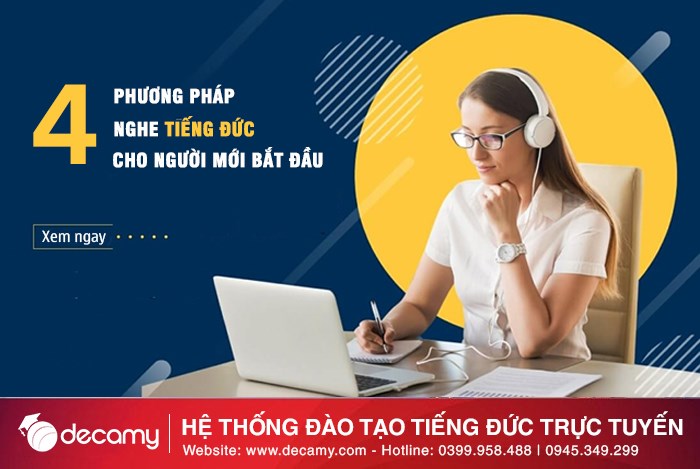 4
PHƯƠNG PHÁP
NGHE TIẾNG ĐỨC
CHO NGƯỜI MỚI BẮT ĐẦU
Xem ngay
decamy
HỆ THỐNG ĐÀO TẠO TIẾNG ĐỨC TRỰC TUYẾN
Website: www.decamy.com - Hotline: 0399.958.488 | 0945.349.299